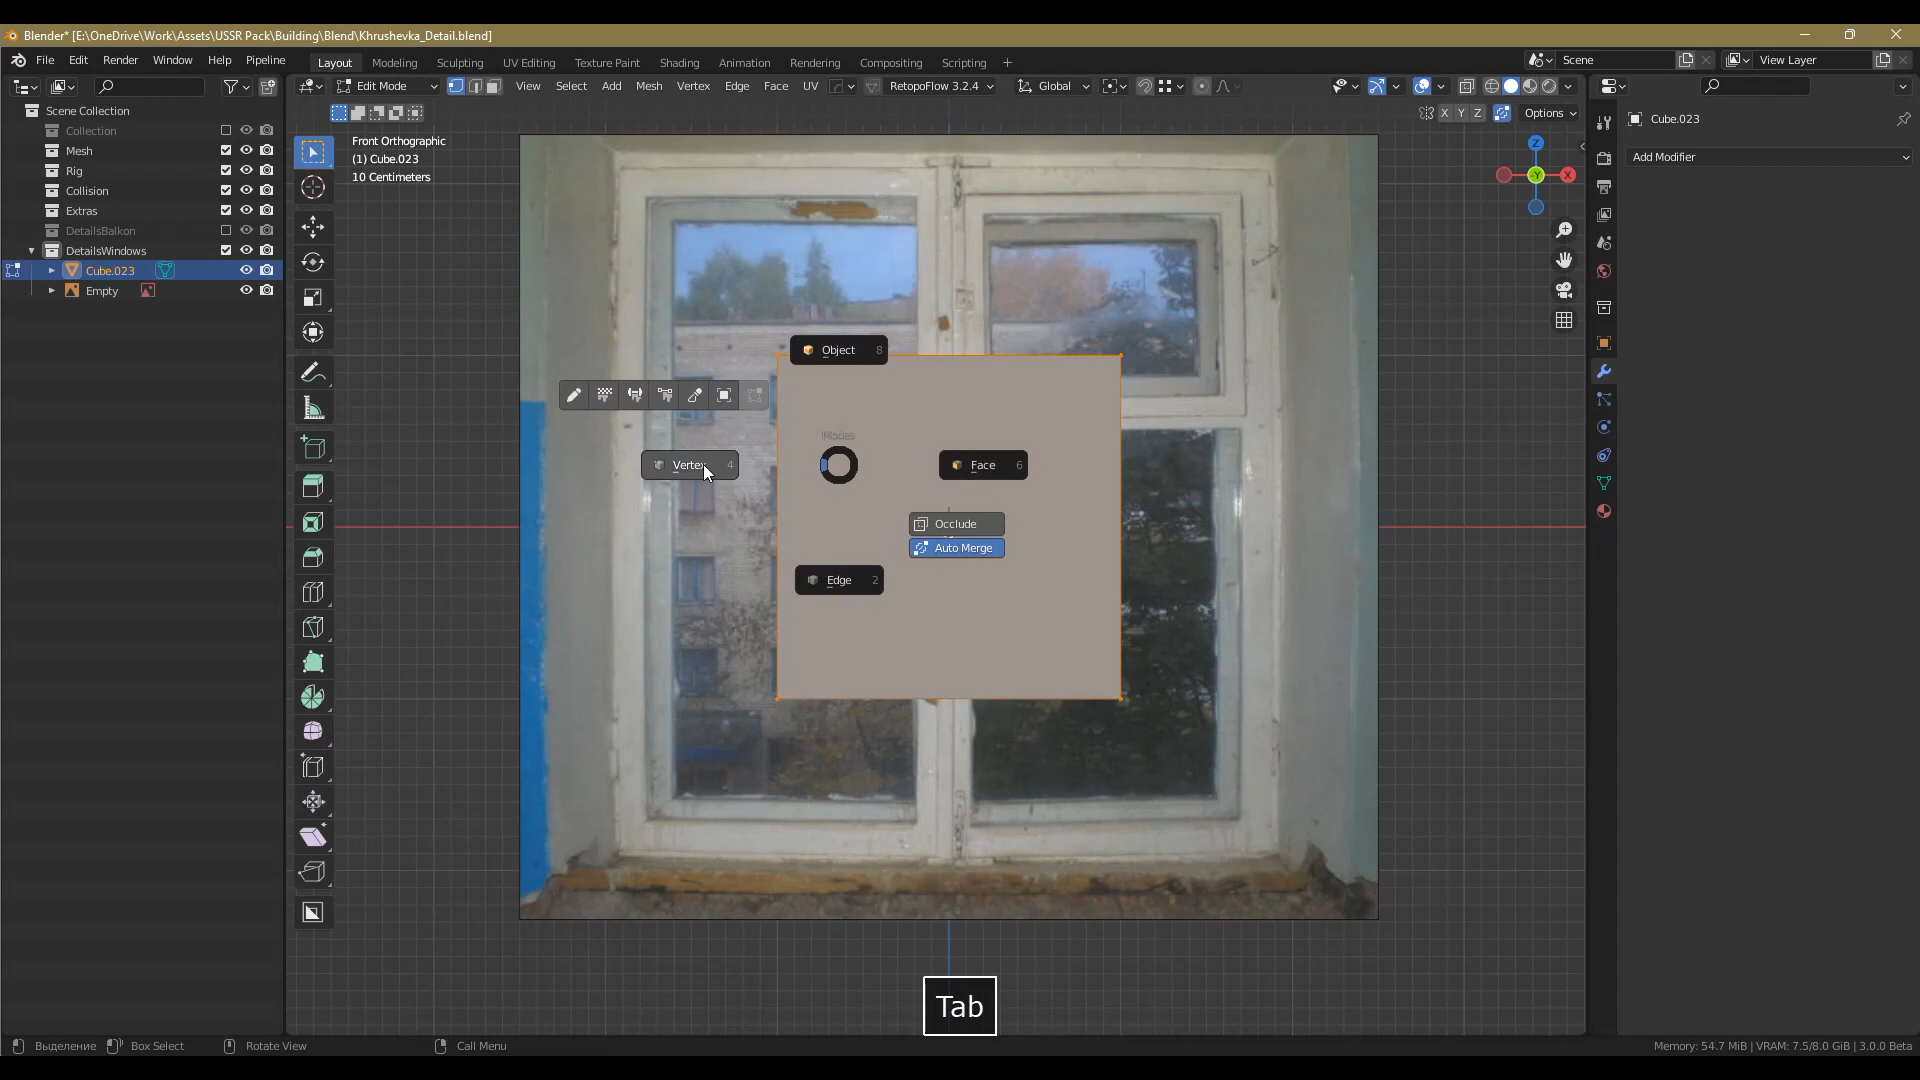 Blender* [E:\OneDrive\Work\Assets\USSR Pack\Building\Blend\Khrushevka_Detail.blend]
File Edit Render Window Help Pipeline
Layout Modeling Sculpting UV Editing Texture Paint Shading Animation Rendering Compositing Scripting +
Scene
View Layer
Edit Mode
View Select Add Mesh Vertex Edge Face UV
RetopoFlow 3.2.4
Global
X Y Z
Options
Scene Collection
Collection
Mesh
Rig
Collision
Extras
DetailsBalkon
DetailsWindows
Cube.023
Empty
Front Orthographic
(1) Cube.023
10 Centimeters
Z
-Y
X
Object 8
Modes
Vertex 4
Face 6
Occlude
Auto Merge
Edge 2
Tab
Cube.023
Add Modifier
Выделение
Box Select
Rotate View
Call Menu
Memory: 54.7 MiB | VRAM: 7.5/8.0 GiB | 3.0.0 Beta